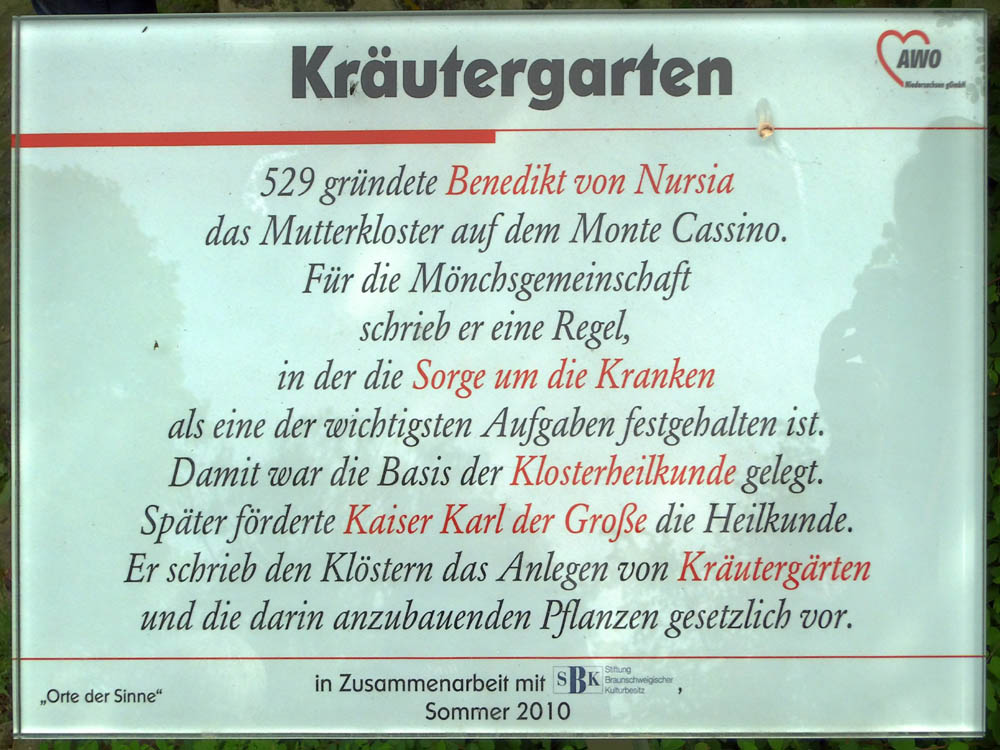 Kräutergarten
AWO
Niedersachsen gGmbH
529 gründete Benedikt von Nursia
das Mutterkloster auf dem Monte Cassino.
Für die Mönchsgemeinschaft
schrieb er eine Regel,
in der die Sorge um die Kranken
als eine der wichtigsten Aufgaben festgehalten ist.
Damit war die Basis der Klosterheilkunde gelegt.
Später förderte Kaiser Karl der Große die Heilkunde.
Er schrieb den Klöstern das Anlegen von Kräutergärten
und die darin anzubauenden Pflanzen gesetzlich vor.
„Orte der Sinne“
in Zusammenarbeit mit SBK Stiftung
Braunschweigischer
Kulturbesitz ,
Sommer 2010